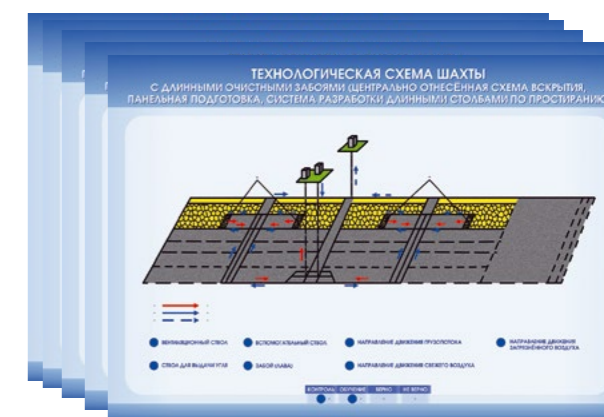 ТЕХНОЛОГИЧЕСКАЯ СХЕМА ШАХТЫ
С ДЛИННЫМИ ОЧИСТНЫМИ ЗАБОЯМИ (ЦЕНТРАЛЬНО ОТНЕСЁННАЯ СХЕМА ВСКРЫТИЯ,
ПАНЕЛЬНАЯ ПОДГОТОВКА, СИСТЕМА РАЗРАБОТКИ ДЛИННЫМИ СТОЛБАМИ ПО ПРОСТИРАНИЮ
ВЕНТИЛЯЦИОННЫЙ СТВОЛ
ВСПОМОГАТЕЛЬНЫЙ СТВОЛ
НАПРАВЛЕНИЕ ДВИЖЕНИЯ ГРУЗОПОТОКА
НАПРАВЛЕНИЕ ДВИЖЕНИЯ
ЗАГРЯЗНЁННОГО ВОЗДУХА
СТВОЛ ДЛЯ ВЫДАЧИ УГЛЯ
ЗАБОЙ (ЛАВА)
НАПРАВЛЕНИЕ ДВИЖЕНИЯ СВЕЖЕГО ВОЗДУХА
КОНТРОЛЬ ОБУЧЕНИЕ ВЕРНО НЕ ВЕРНО